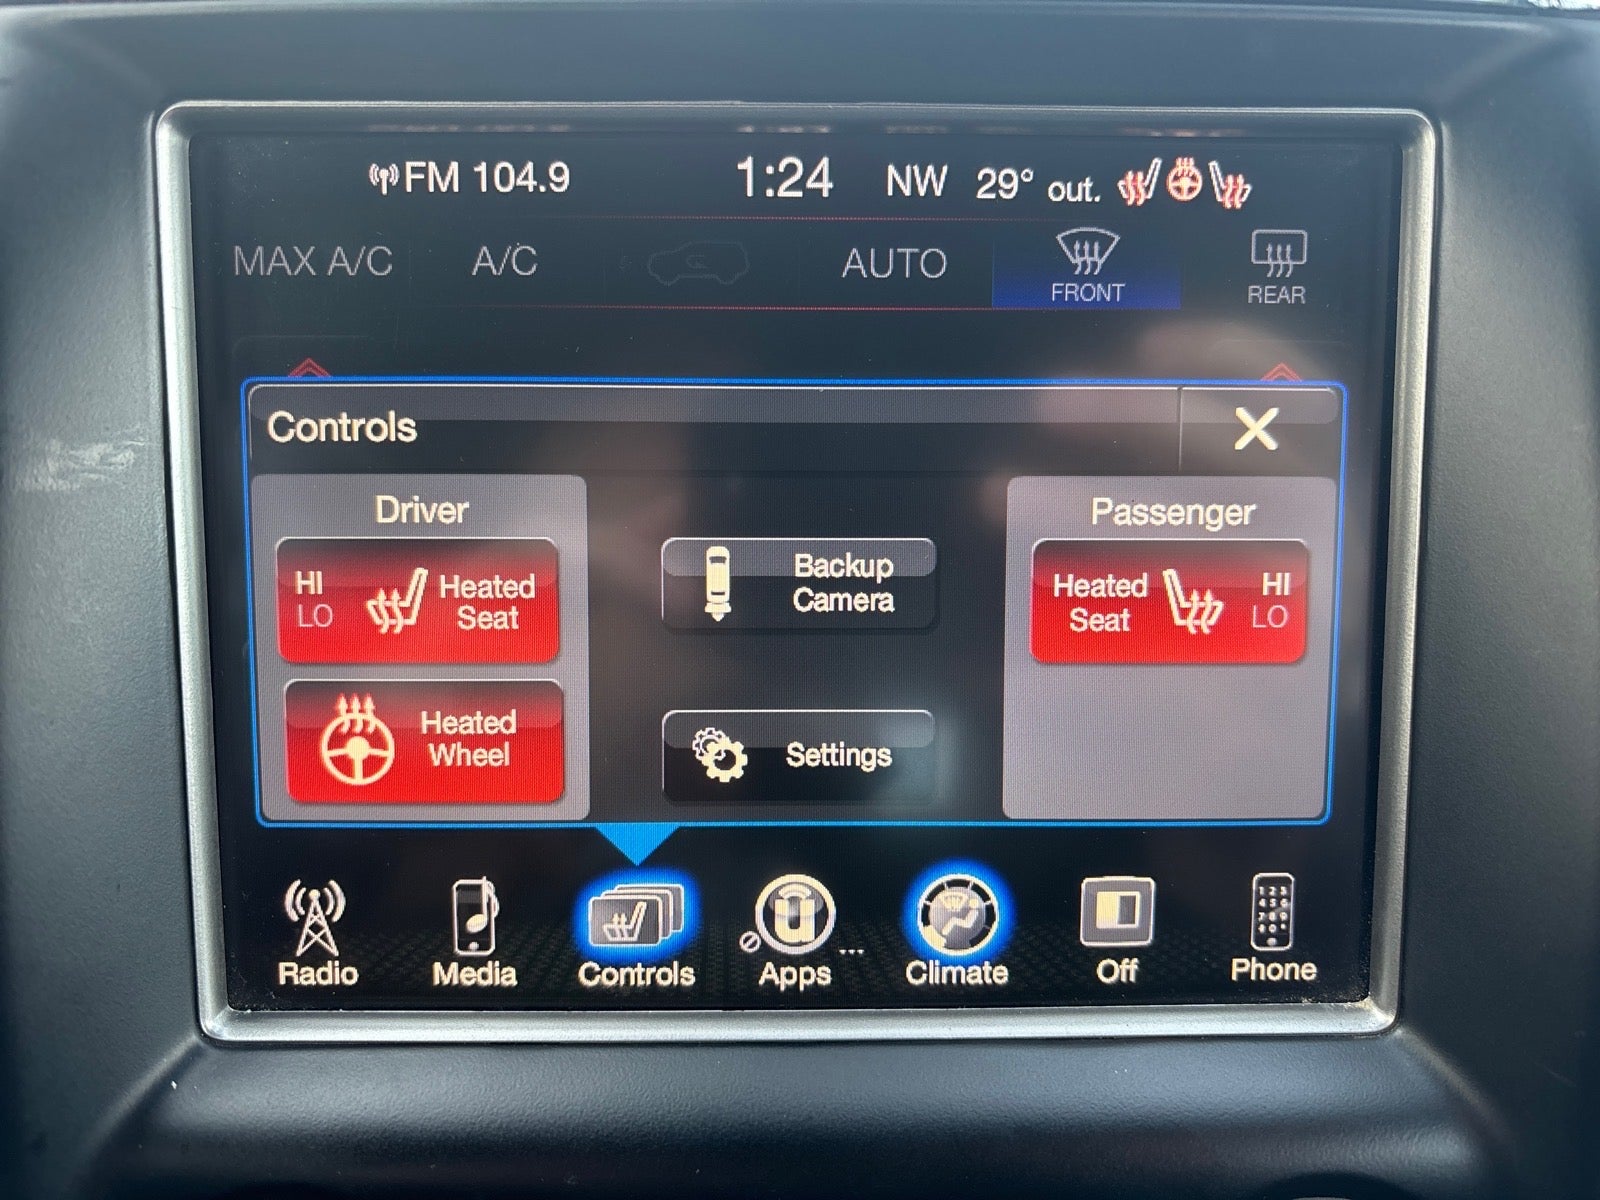 FM 104.9 1:24 NW 29° out.
MAX A/C A/C AUTO FRONT REAR
Controls X
Driver
HI
LO
Heated
Seat
Heated
Wheel
Backup
Camera
Settings
Passenger
Heated
Seat
HI
LO
Radio Media Controls Apps ... Climate Off Phone